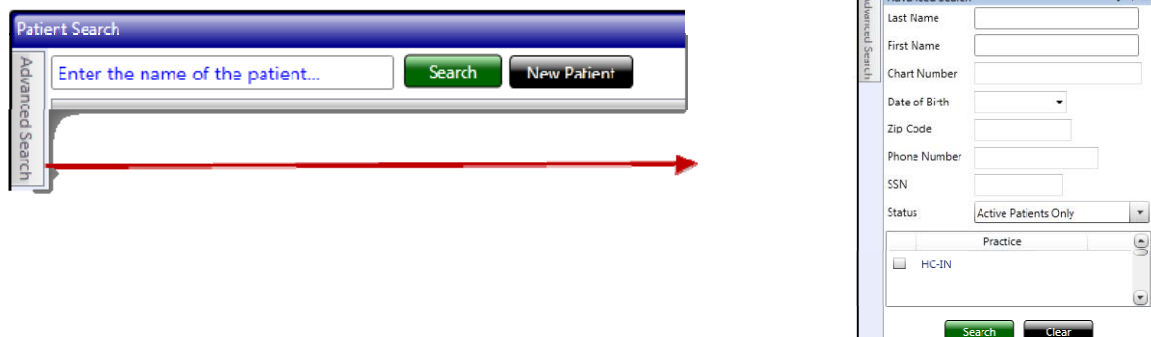 Patient Search
Advanced Search
Enter the name of the patient...
Search
New Patient
Advanced Search
Advanced Search
Last Name
First Name
Chart Number
Date of Birth
Zip Code
Phone Number
SSN
Status
Active Patients Only
Practice
HC-IN
Search
Clear